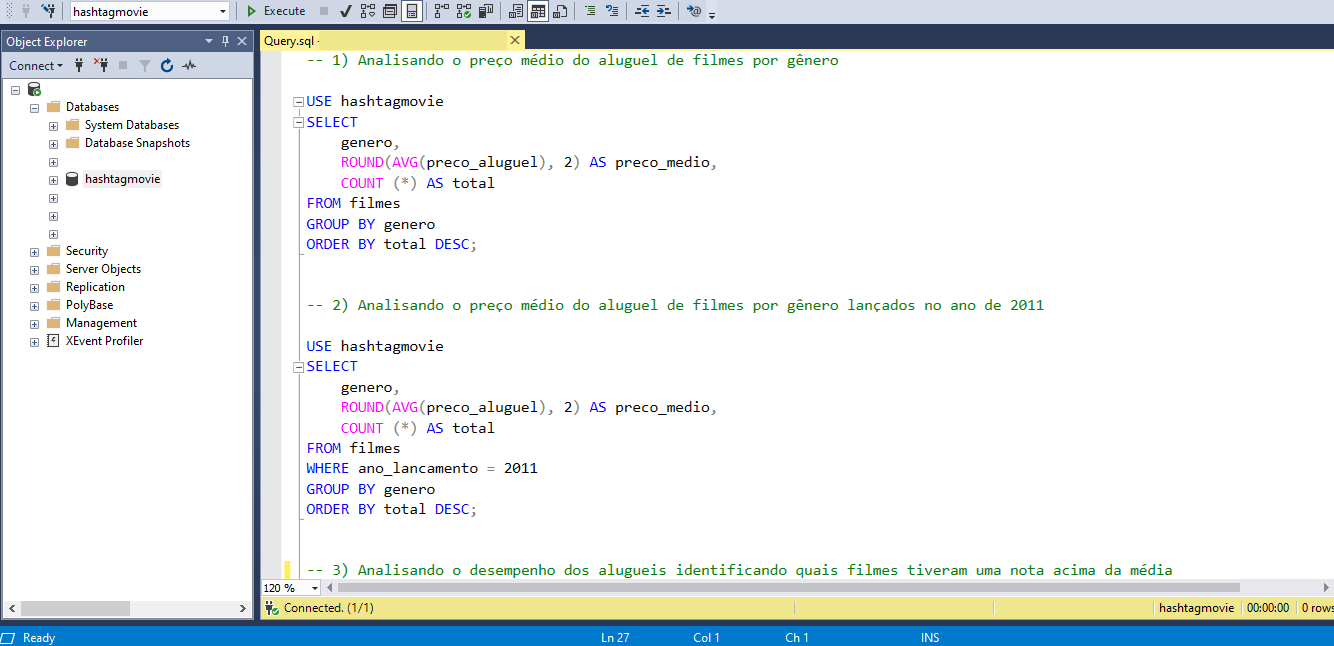 hashtagmovie Execute
Object Explorer
Query.sql -
Connect
Databases
System Databases
Database Snapshots
hashtagmovie
Security
Server Objects
Replication
PolyBase
Management
XEvent Profiler
-- 1) Analisando o preço médio do aluguel de filmes por gênero
USE hashtagmovie
SELECT
genero,
ROUND(AVG(preco_aluguel), 2) AS preco_medio,
COUNT (*) AS total
FROM filmes
GROUP BY genero
ORDER BY total DESC;
-- 2) Analisando o preço médio do aluguel de filmes por gênero lançados no ano de 2011
USE hashtagmovie
SELECT
genero,
ROUND(AVG(preco_aluguel), 2) AS preco_medio,
COUNT (*) AS total
FROM filmes
WHERE ano_lancamento = 2011
GROUP BY genero
ORDER BY total DESC;
-- 3) Analisando o desempenho dos alugueis identificando quais filmes tiveram uma nota acima da média
120 %
Connected. (1/1) hashtagmovie 00:00:00 0 rows
Ready Ln 27 Col 1 Ch 1 INS